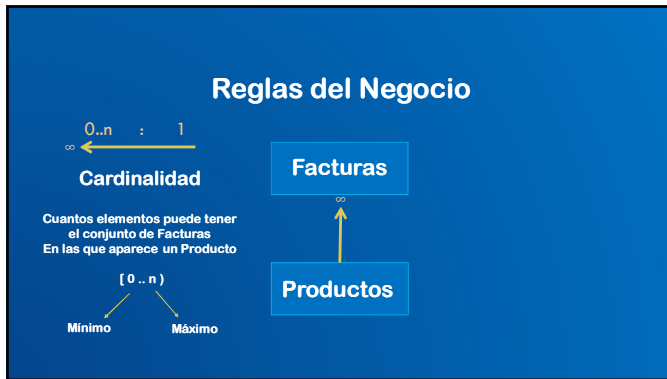 Reglas del Negocio
0..n : 1
∞
Cardinalidad
Cuantos elementos puede tener
el conjunto de Facturas
En las que aparece un Producto
[ 0 .. n )
Mínimo
Máximo
Facturas
∞
Productos